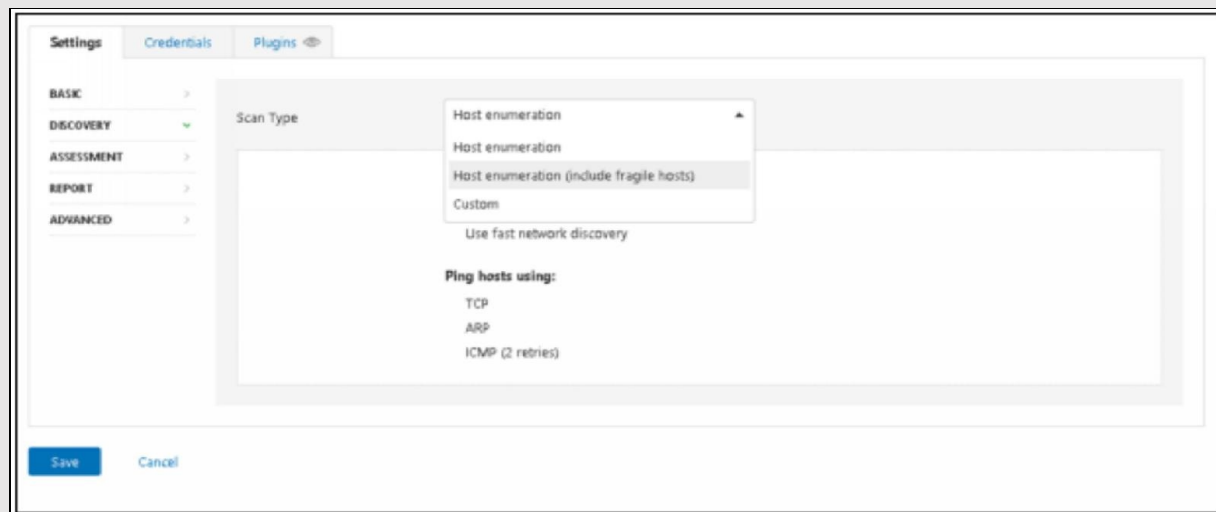 Settings
Credentials
Plugins
BASIC
DISCOVERY
ASSESSMENT
REPORT
ADVANCED
Scan Type
Host enumeration
Host enumeration
Host enumeration (include fragile hosts)
Custom
Use fast network discovery
Ping hosts using:
TCP
ARP
ICMP (2 retries)
Save
Cancel